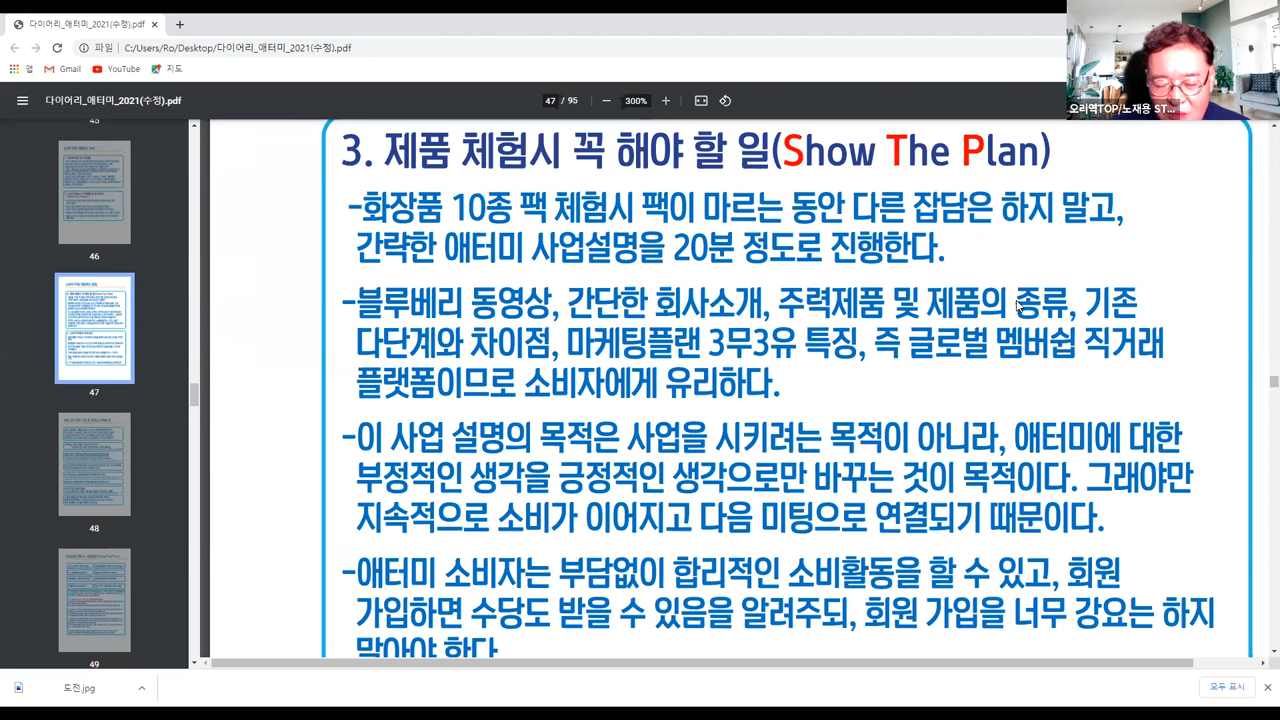 다이어리_애터미_2021(수정).pdf
파일 C:/Users/Ro/Desktop/다이어리_애터미_2021(수정).pdf
앱 Gmail YouTube 지도
다이어리_애터미_2021(수정).pdf 47 / 95 300%
오리역TOP/노재용 ST...
45
46
47
48
49
3. 제품 체험시 꼭 해야 할 일(Show The Plan)
-화장품 10종 팩 체험시 팩이 마르는 동안 다른 잡담은 하지 말고,
간략한 애터미 사업설명을 20분 정도로 진행한다.
-블루베리 동영상, 간단한 회사소개, 주력제품 및 제품의 종류, 기존
다단계와 차이점, 마케팅플랜 3무3유 특징, 즉 글로벌 멤버쉽 직거래
플랫폼이므로 소비자에게 유리하다.
-이 사업 설명의 목적은 사업을 시키려는 목적이 아니라, 애터미에 대한
부정적인 생각을 긍정적인 생각으로만 바꾸는 것이 목적이다. 그래야만
지속적으로 소비가 이어지고 다음 미팅으로 연결되기 때문이다.
-애터미 소비자는 부담없이 합리적인 소비활동을 할 수 있고, 회원
가입하면 수당도 받을 수 있음을 알려주되, 회원 가입을 너무 강요는 하지
말아야 한다
도전.jpg
모두 표시